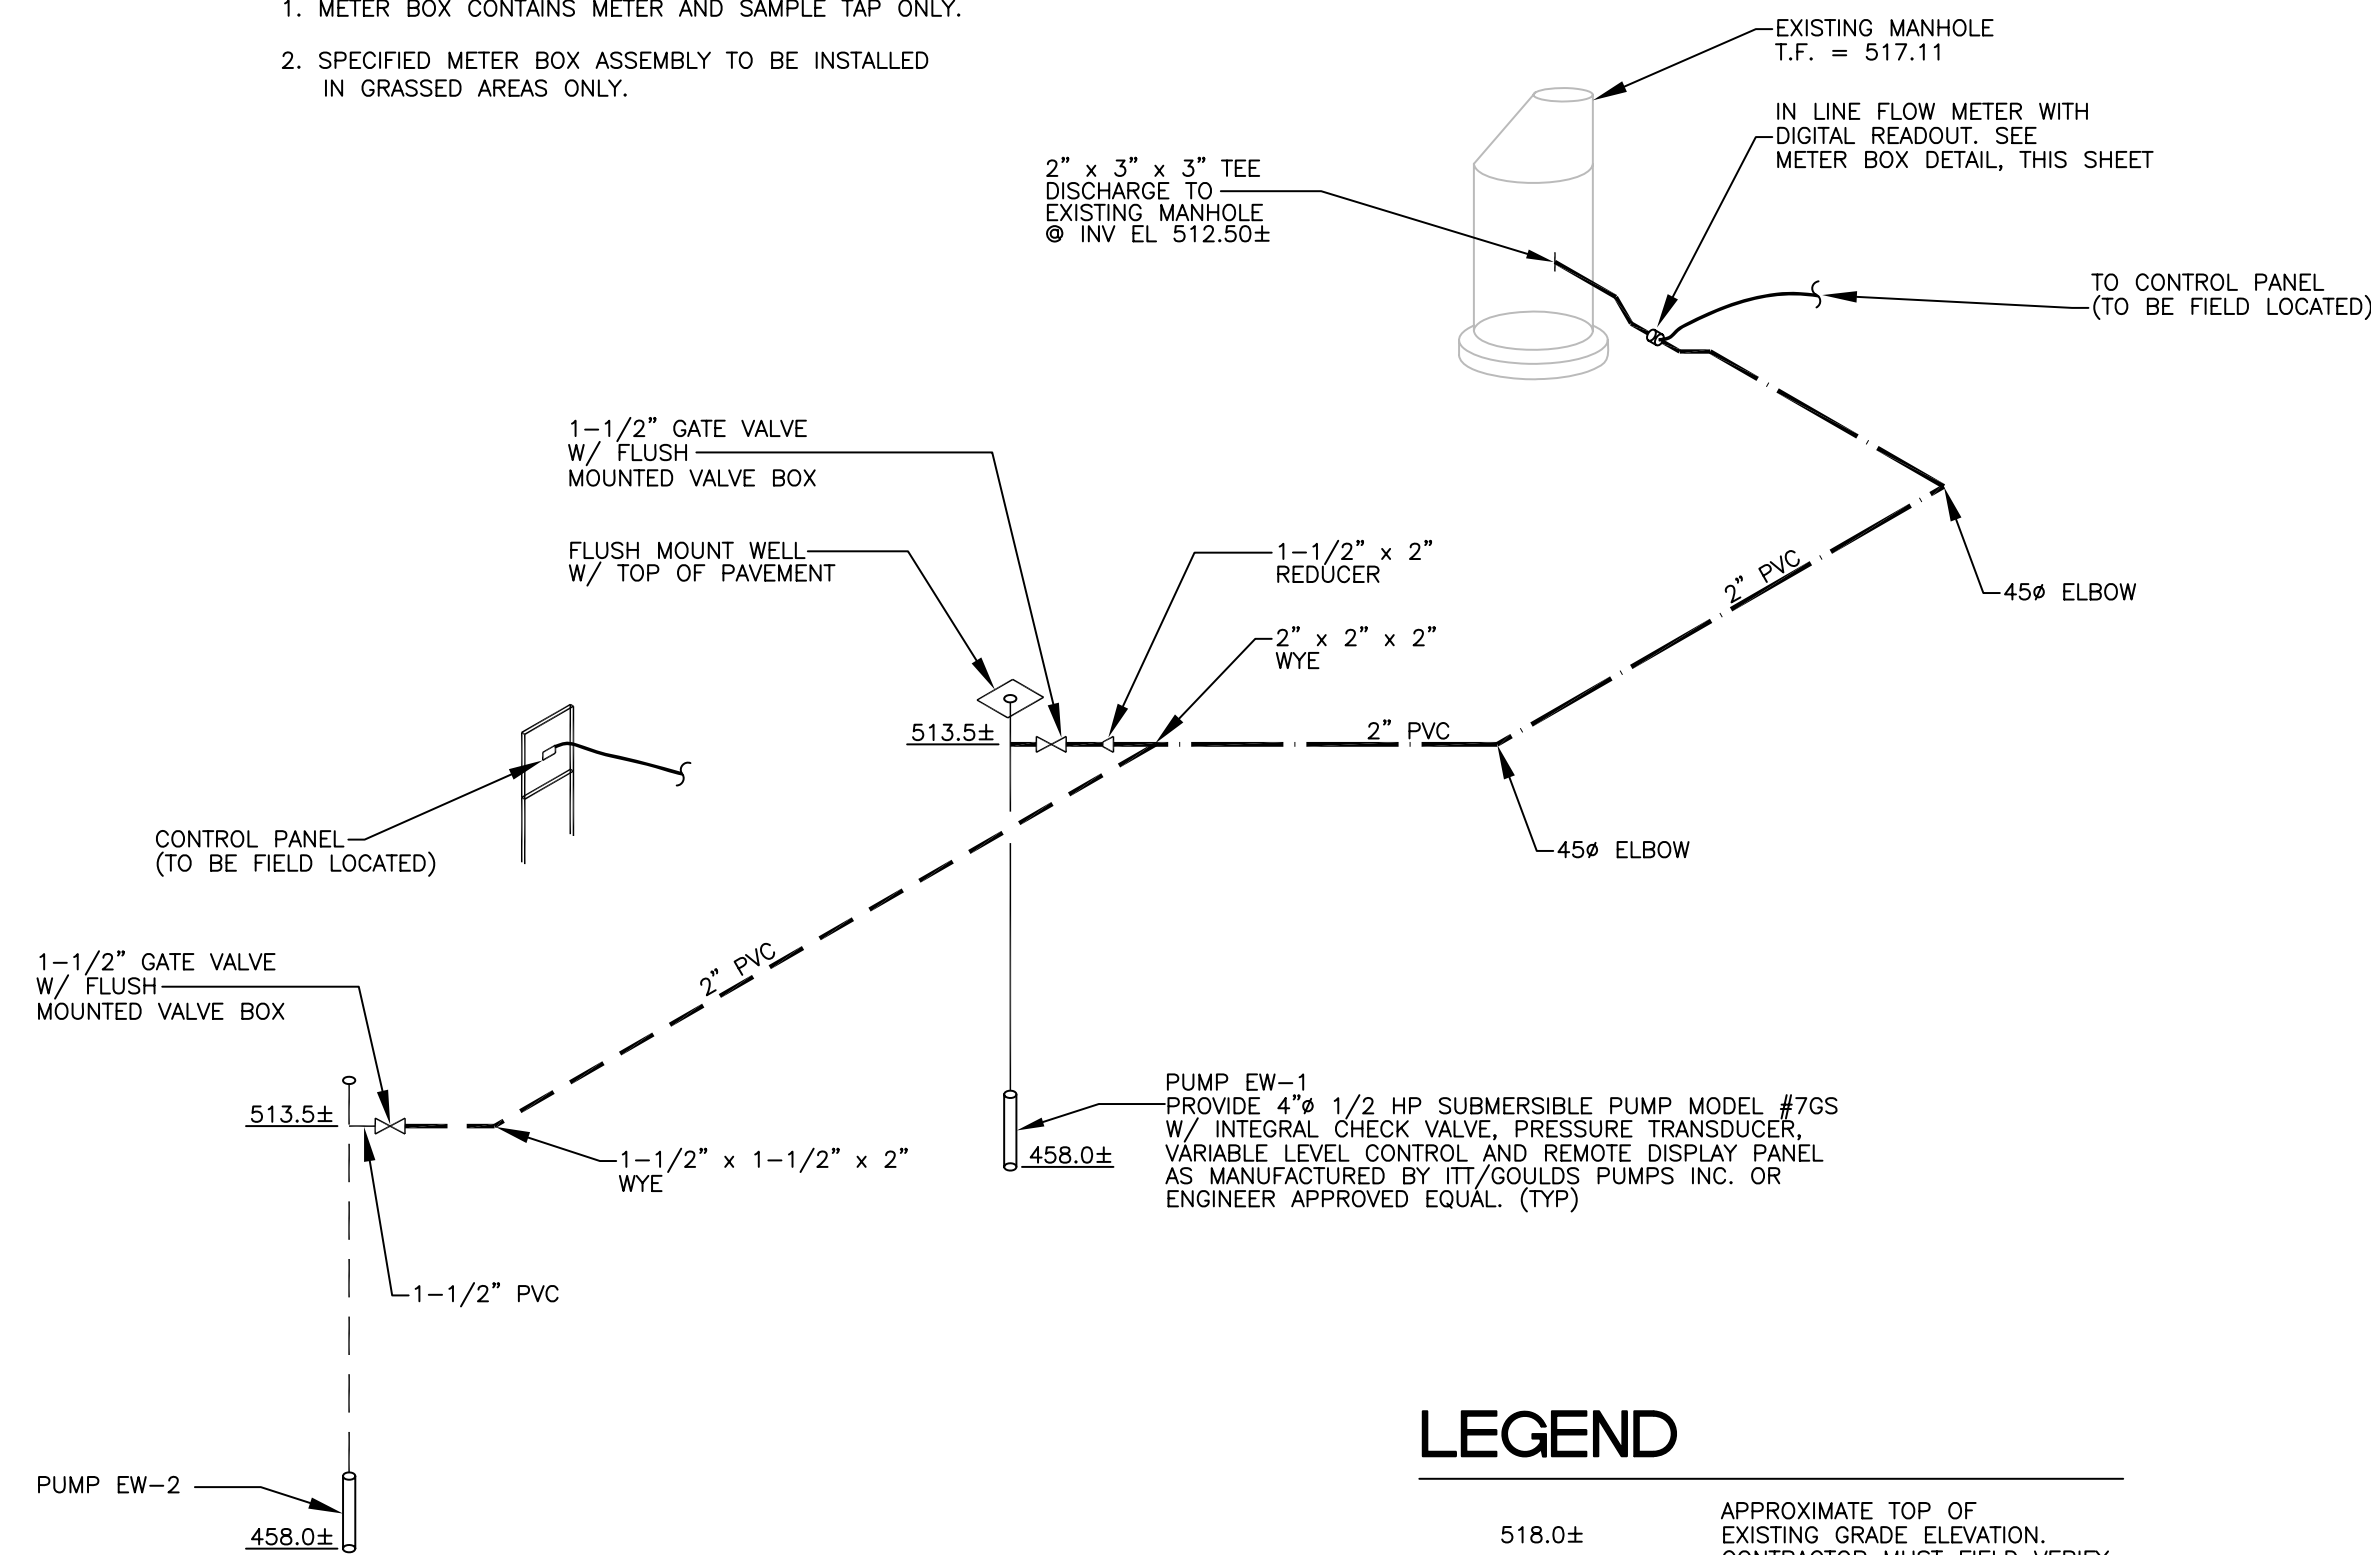 1. METER BOX CONTAINS METER AND SAMPLE TAP ONLY.
2. SPECIFIED METER BOX ASSEMBLY TO BE INSTALLED
IN GRASSED AREAS ONLY.
EXISTING MANHOLE
T.F. = 517.11
IN LINE FLOW METER WITH
DIGITAL READOUT. SEE
METER BOX DETAIL, THIS SHEET
2" x 3" x 3" TEE
DISCHARGE TO
EXISTING MANHOLE
@ INV EL 512.50±
TO CONTROL PANEL
(TO BE FIELD LOCATED)
1-1/2" GATE VALVE
W/ FLUSH
MOUNTED VALVE BOX
FLUSH MOUNT WELL
W/ TOP OF PAVEMENT
1-1/2" x 2"
REDUCER
2" PVC
45ø ELBOW
2" x 2" x 2"
WYE
513.5±
2" PVC
CONTROL PANEL
(TO BE FIELD LOCATED)
45ø ELBOW
1-1/2" GATE VALVE
W/ FLUSH
MOUNTED VALVE BOX
2" PVC
513.5±
1-1/2" x 1-1/2" x 2"
WYE
458.0±
PUMP EW-1
PROVIDE 4"ø 1/2 HP SUBMERSIBLE PUMP MODEL #7GS
W/ INTEGRAL CHECK VALVE, PRESSURE TRANSDUCER,
VARIABLE LEVEL CONTROL AND REMOTE DISPLAY PANEL
AS MANUFACTURED BY ITT/GOULDS PUMPS INC. OR
ENGINEER APPROVED EQUAL. (TYP)
1-1/2" PVC
PUMP EW-2
458.0±
LEGEND
518.0±
APPROXIMATE TOP OF
EXISTING GRADE ELEVATION.
CONTRACTOR MUST FIELD VERIFY